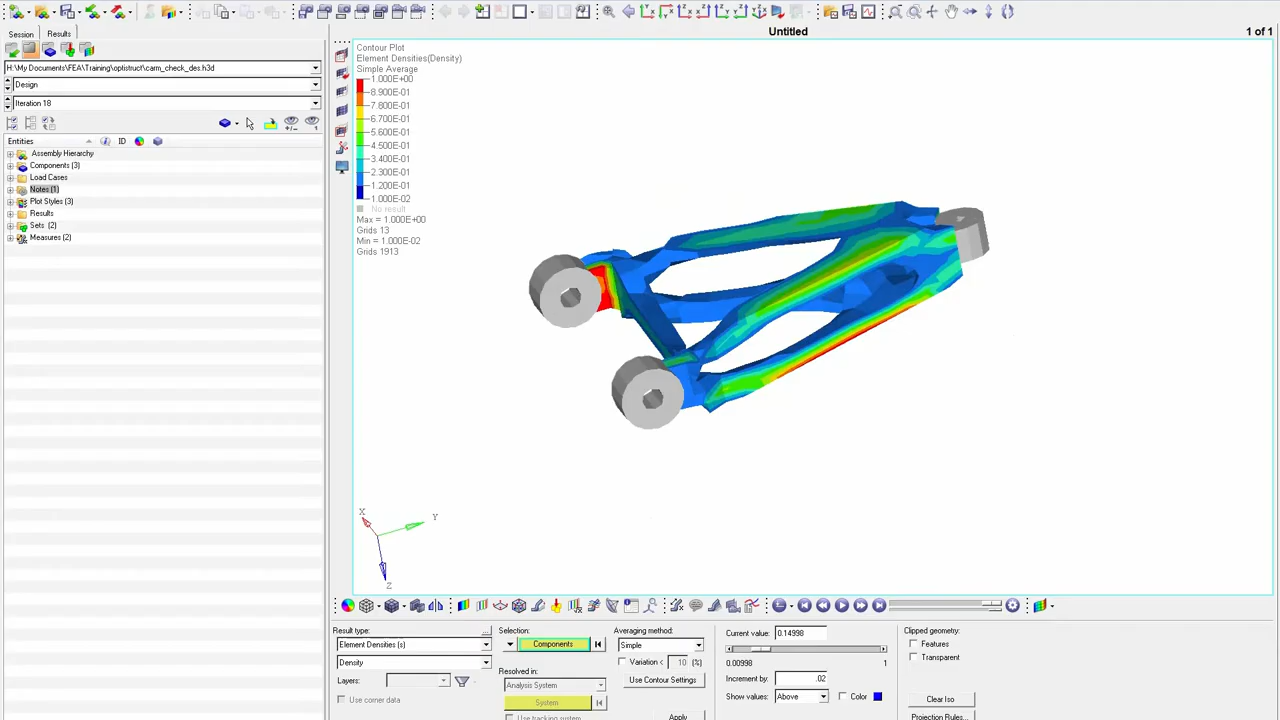 Session
Results
Untitled
1 of 1
H:\My Documents\FEA\Training\optistruct\carm_check_des.h3d
Design
Iteration 18
Entities
ID
Assembly Hierarchy
Components (3)
Load Cases
Notes (1)
Plot Styles (3)
Results
Sets (2)
Measures (2)
Contour Plot
Element Densities(Density)
Simple Average
1.000E+00
8.900E-01
7.800E-01
6.700E-01
5.600E-01
4.500E-01
3.400E-01
2.300E-01
1.200E-01
1.000E-02
No result
Max = 1.000E+00
Grids 13
Min = 1.000E-02
Grids 1913
X
Y
Z
Result type:
Element Densities (s)
Density
Layers:
Use corner data
Selection:
Components
Resolved in:
Analysis System
System
Use tracking system
Averaging method:
Simple
Variation <
10
(%)
Use Contour Settings
Apply
Current value:
0.14998
0.00998
1
Increment by:
.02
Show values:
Above
Color
Clipped geometry:
Features
Transparent
Clear Iso
Projection Rules...